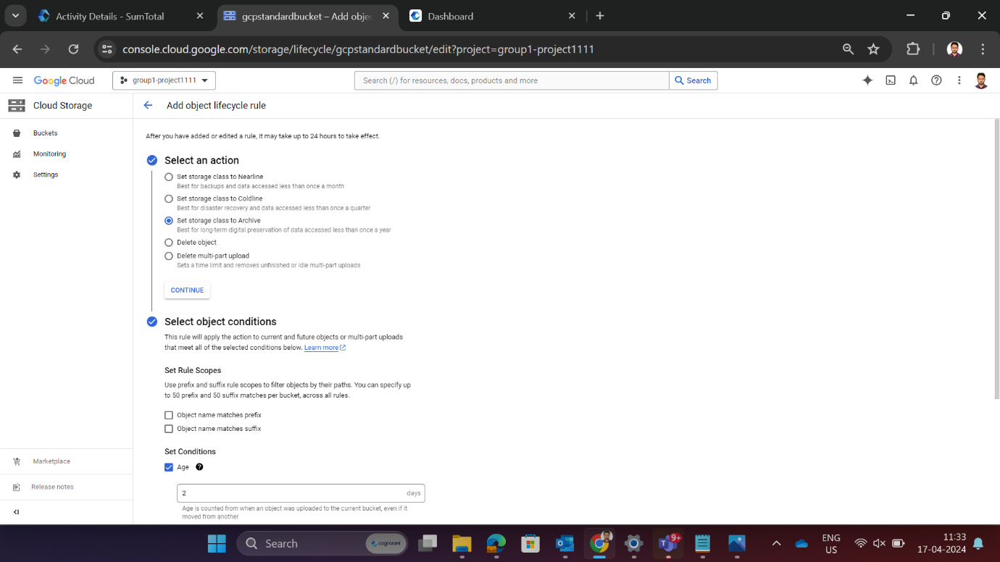 Activity Details - SumTotal
gcpstandardbucket – Add objec
Dashboard
console.cloud.google.com/storage/lifecycle/gcpstandardbucket/edit?project=group1-project1111
Google Cloud
group1-project1111
Search (/) for resources, docs, products and more
Search
Cloud Storage
Add object lifecycle rule
Buckets
Monitoring
Settings
Marketplace
Release notes
After you have added or edited a rule, it may take up to 24 hours to take effect.
Select an action
Set storage class to Nearline
Best for backups and data accessed less than once a month
Set storage class to Coldline
Best for disaster recovery and data accessed less than once a quarter
Set storage class to Archive
Best for long-term digital preservation of data accessed less than once a year
Delete object
Delete multi-part upload
Sets a time limit and removes unfinished or idle multi-part uploads
CONTINUE
Select object conditions
This rule will apply the action to current and future objects or multi-part uploads
that meet all of the selected conditions below. Learn more
Set Rule Scopes
Use prefix and suffix rule scopes to filter objects by their paths. You can specify up
to 50 prefix and 50 suffix matches per bucket, across all rules.
Object name matches prefix
Object name matches suffix
Set Conditions
Age
2 days
Age is counted from when an object was uploaded to the current bucket, even if it
moved from another
Search
cognizant
9+
ENG
US
11:33
17-04-2024